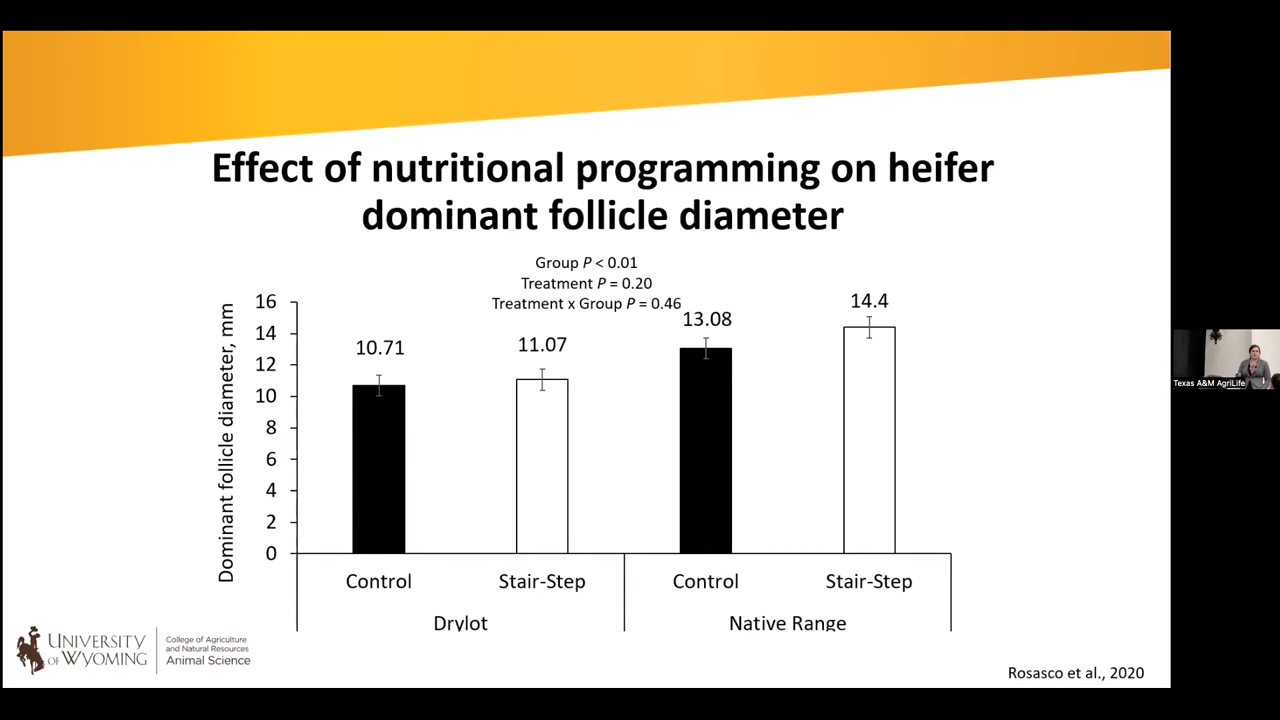 Effect of nutritional programming on heifer
dominant follicle diameter
Group P < 0.01
Treatment P = 0.20
Treatment x Group P = 0.46
Dominant follicle diameter, mm
16
14
12
10
8
6
4
2
0
10.71
11.07
13.08
14.4
Control
Stair-Step
Control
Stair-Step
Drylot
Native Range
UNIVERSITY
OF WYOMING
College of Agriculture
and Natural Resources
Animal Science
Rosasco et al., 2020
Texas A&M AgriLife